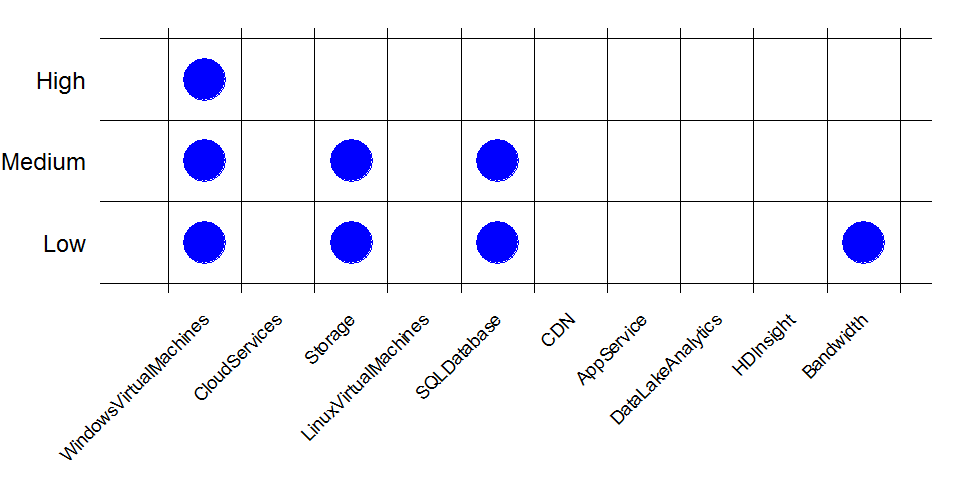 High
Medium
Low
WindowsVirtualMachines
CloudServices
Storage
LinuxVirtualMachines
SQLDatabase
CDN
AppService
DataLakeAnalytics
HDInsight
Bandwidth